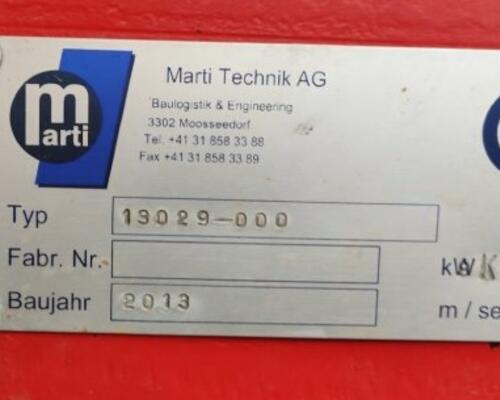 marti
Marti Technik AG
Baulogistik & Engineering
3302 Moosseedorf
Tel. +41 31 858 33 88
Fax +41 31 858 33 89
Typ 13029-000
Fabr. Nr.
Baujahr 2013
m / se